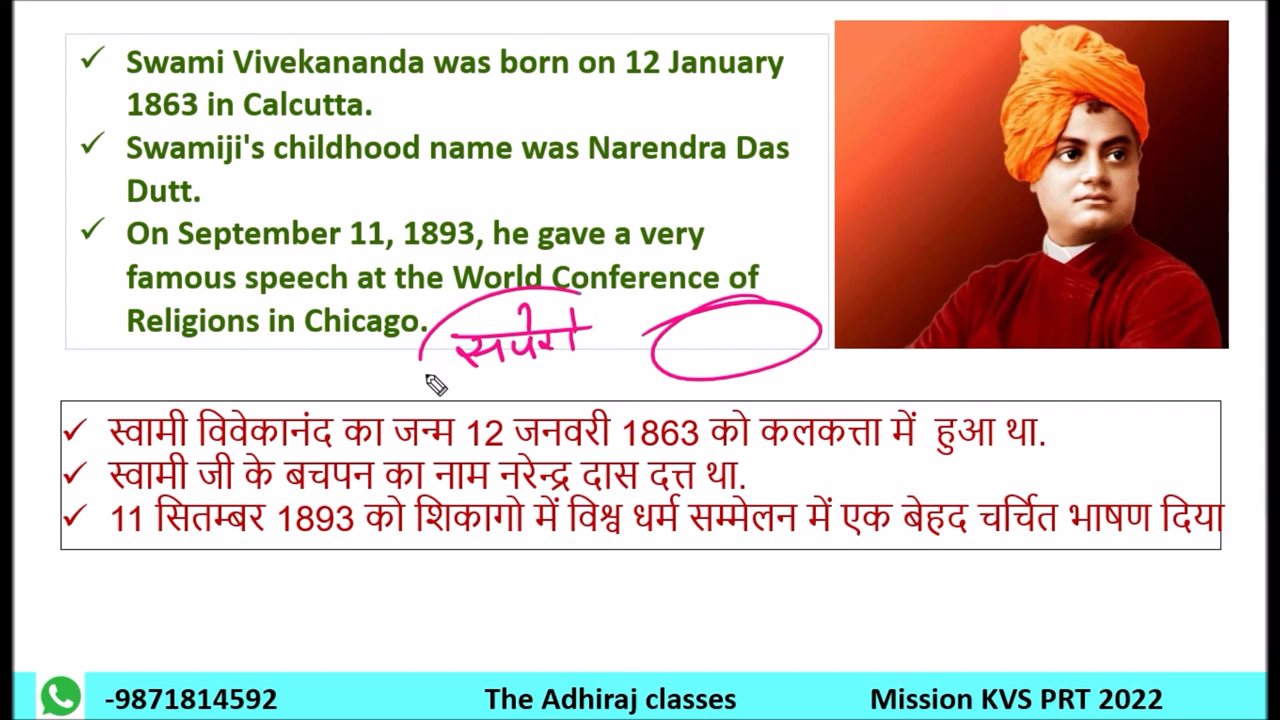 ✓ Swami Vivekananda was born on 12 January
1863 in Calcutta.
✓ Swamiji's childhood name was Narendra Das
Dutt.
✓ On September 11, 1893, he gave a very
famous speech at the World Conference of
Religions in Chicago.
सपेरों
✓ स्वामी विवेकानंद का जन्म 12 जनवरी 1863 को कलकत्ता में हुआ था.
✓ स्वामी जी के बचपन का नाम नरेन्द्र दास दत्त था.
✓ 11 सितम्बर 1893 को शिकागो में विश्व धर्म सम्मेलन में एक बेहद चर्चित भाषण दिया
-9871814592 The Adhiraj classes Mission KVS PRT 2022